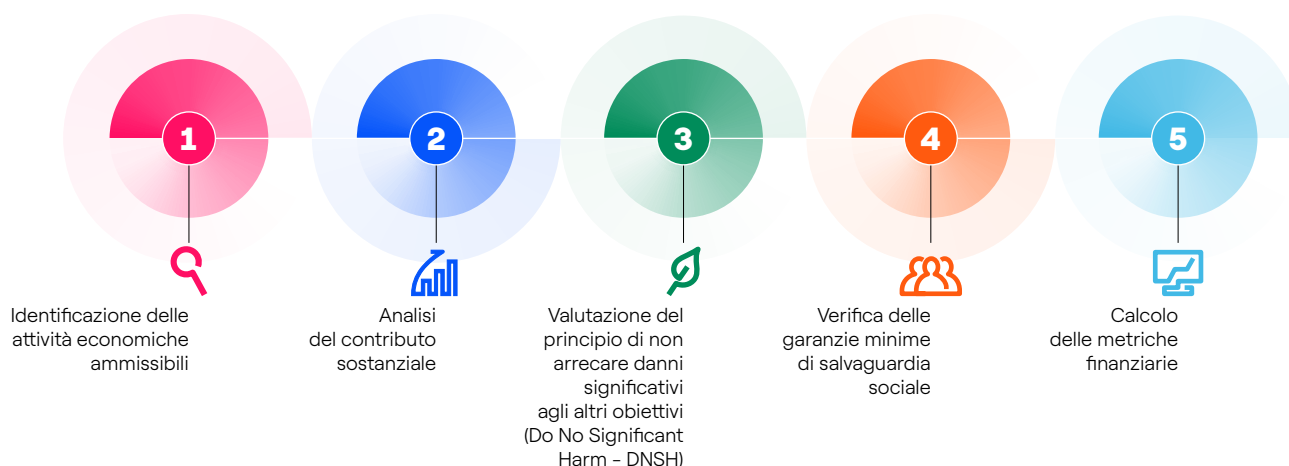 1
2
3
4
5
Identificazione delle
attività economiche
ammissibili
Analisi
del contributo
sostanziale
Valutazione del
principio di non
arrecare danni
significativi
agli altri obiettivi
(Do No Significant
Harm - DNSH)
Verifica delle
garanzie minime
di salvaguardia
sociale
Calcolo
delle metriche
finanziarie